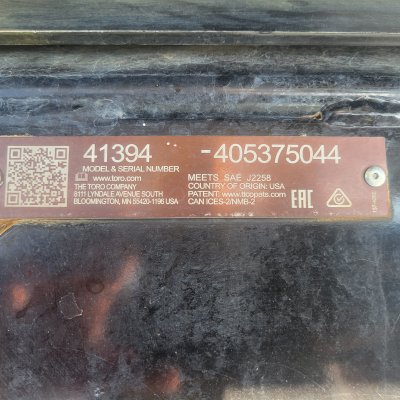 41394 -405375044
MODEL & SERIAL NUMBER
www.toro.com
THE TORO COMPANY
8111 LYNDALE AVENUE SOUTH
BLOOMINGTON, MN 55420-1196 USA
MEETS SAE J2258
COUNTRY OF ORIGIN: USA
PATENT: www.ttcopats.com
CAN ICES-2/NMB-2
EAC